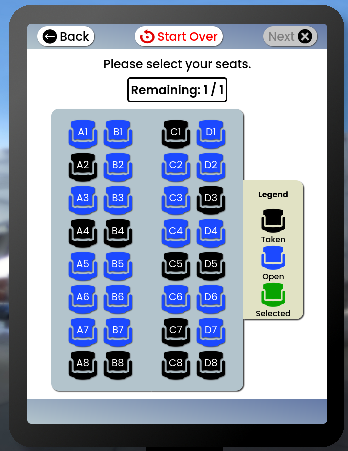 Back Start Over Next
Please select your seats.
Remaining: 1 / 1
A1 B1 C1 D1
A2 B2 C2 D2
A3 B3 C3 D3
A4 B4 C4 D4
A5 B5 C5 D5
A6 B6 C6 D6
A7 B7 C7 D7
A8 B8 C8 D8
Legend
Taken
Open
Selected